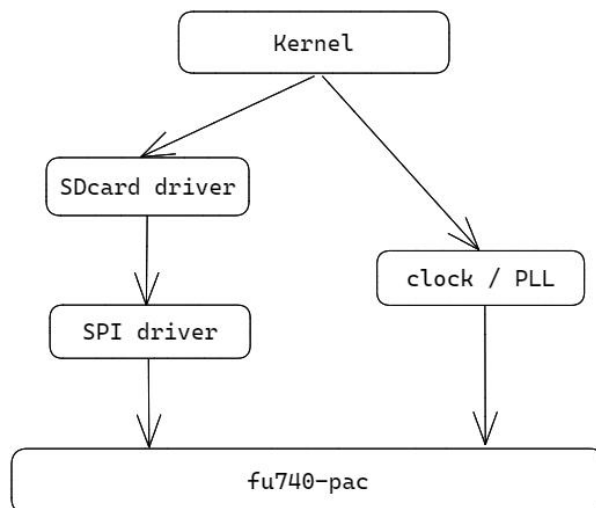 Kernel
SDcard driver
clock / PLL
SPI driver
fu740-pac